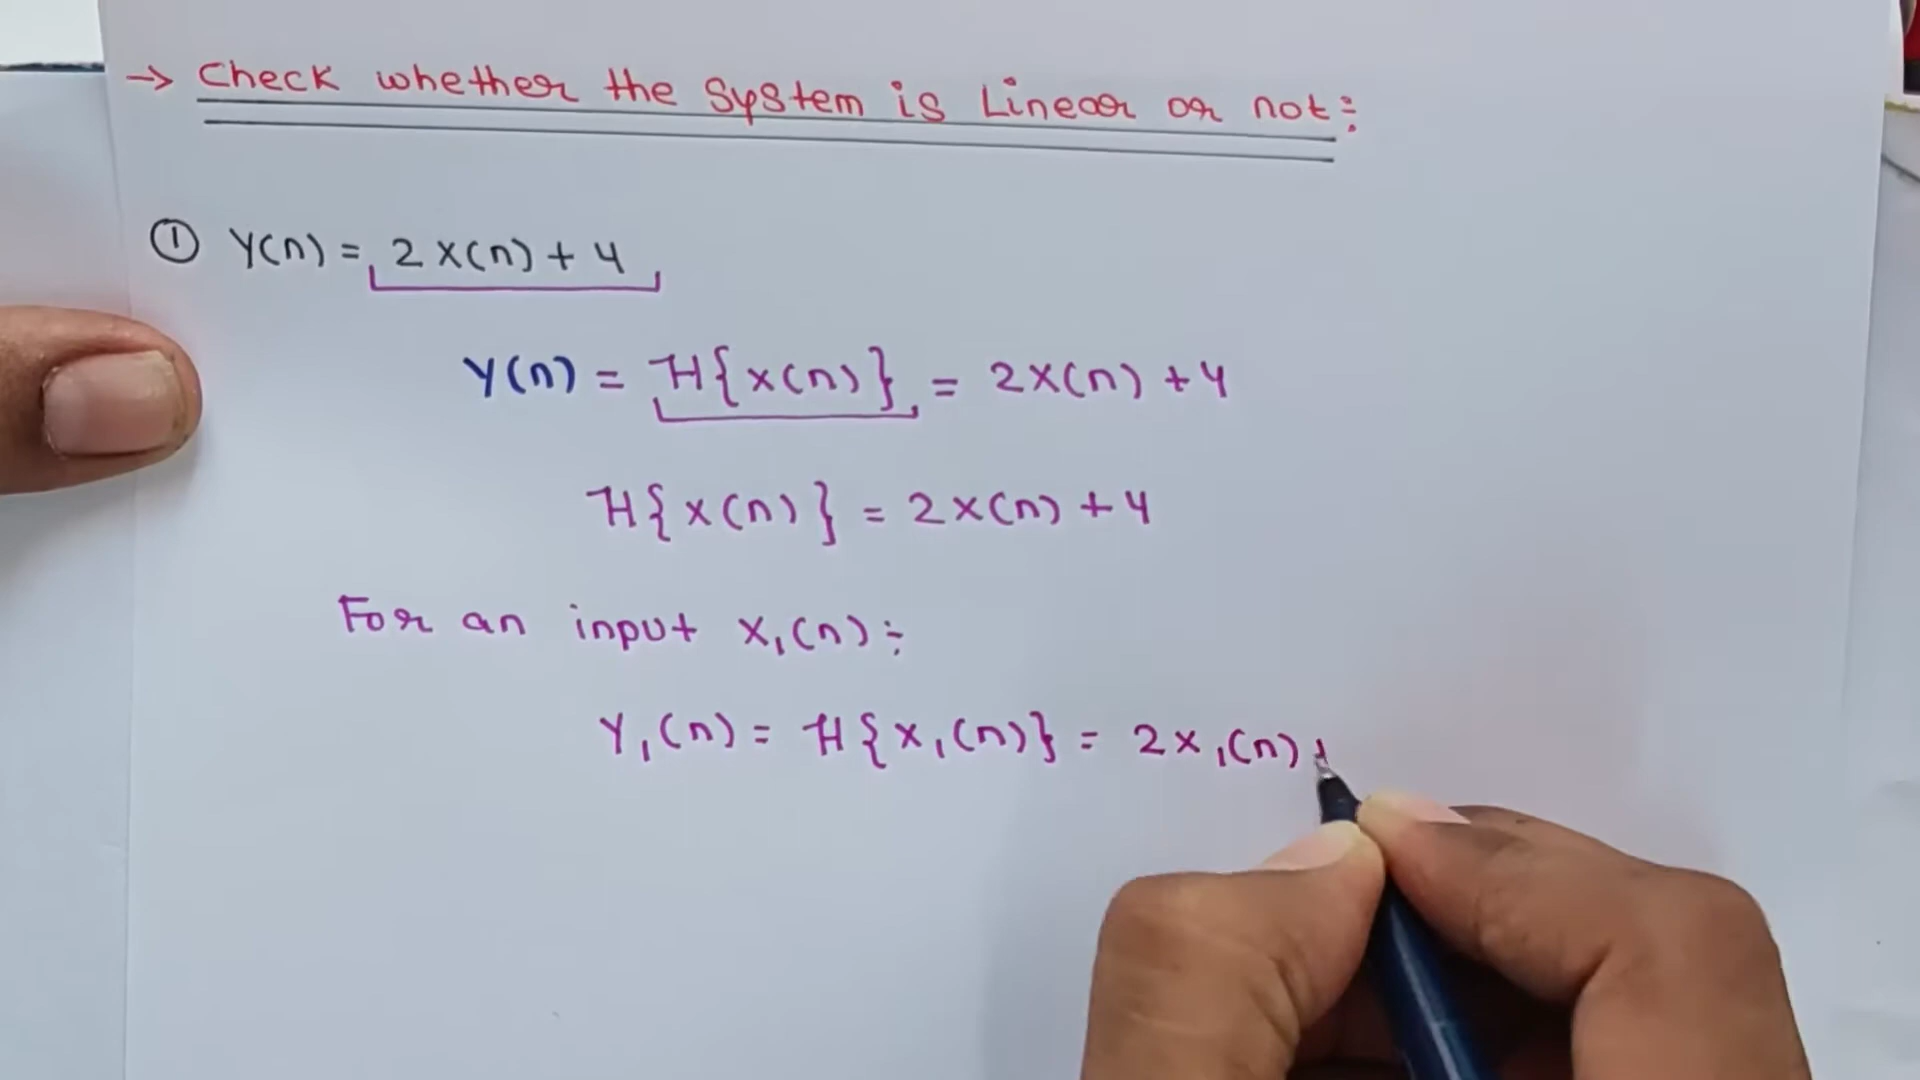 → Check whether the System is Linear or not:
① Y(n) = 2x(n) + 4
Y(n) = H{x(n)} = 2x(n) + 4
H{x(n)} = 2x(n) + 4
For an input x₁(n) :
Y₁(n) = H{x₁(n)} = 2x₁(n)